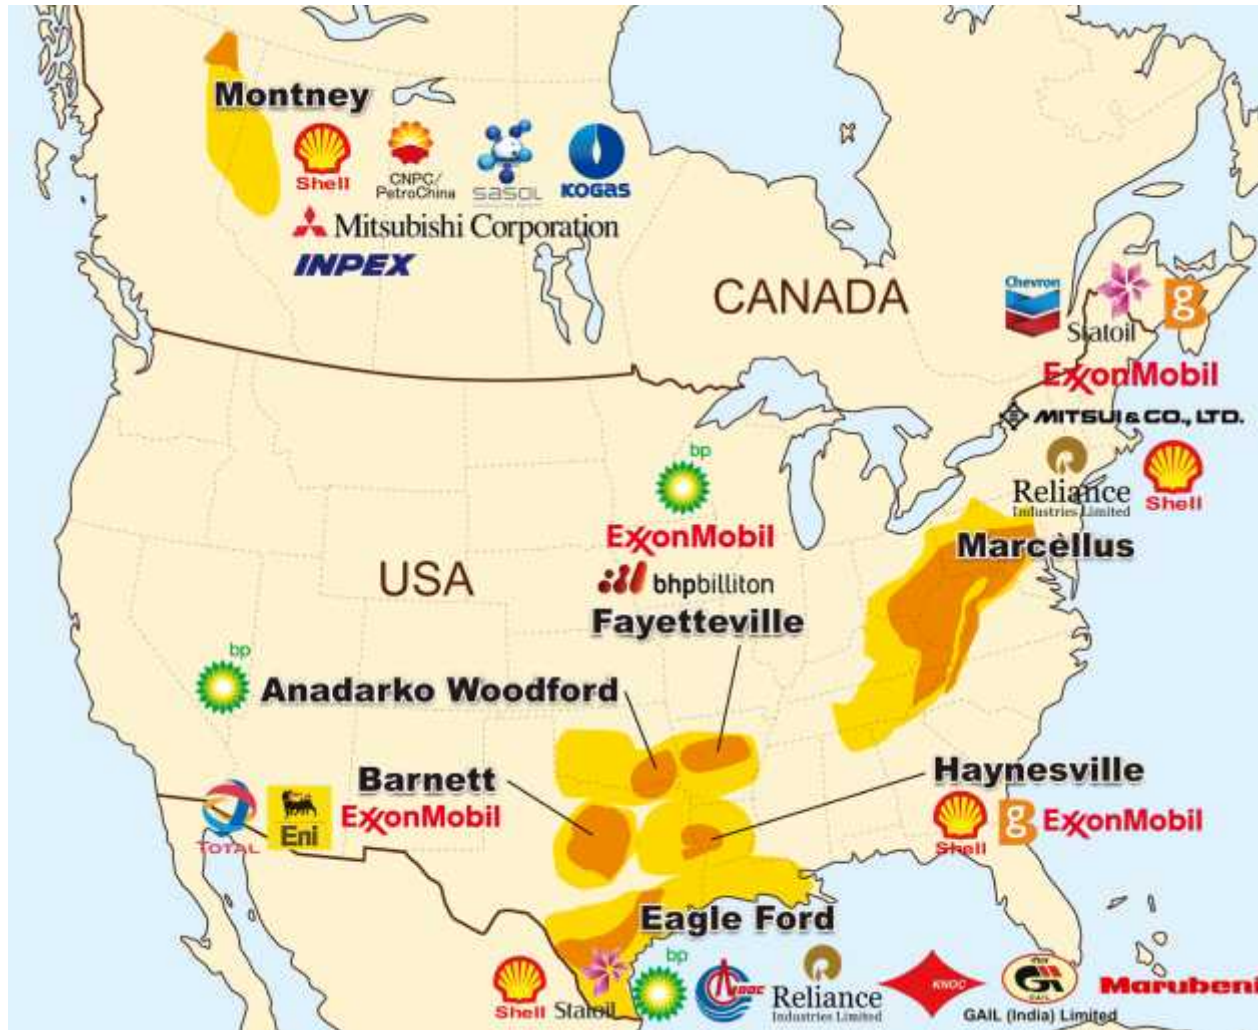 Montney
Shell
CNPC/
PetroChina
sasol
KOGAS
Mitsubishi Corporation
INPEX
CANADA
Chevron
Statoil
g
ExxonMobil
MITSUI & CO., LTD.
Reliance
Industries Limited
Shell
Marcellus
bp
ExxonMobil
bhpbilliton
Fayetteville
USA
bp
Anadarko Woodford
Barnett
TOTAL
Eni
ExxonMobil
Haynesville
Shell
g
ExxonMobil
Eagle Ford
Shell
Statoil
bp
Reliance
Industries Limited
KNOC
GAIL
GAIL (India) Limited
Marubeni